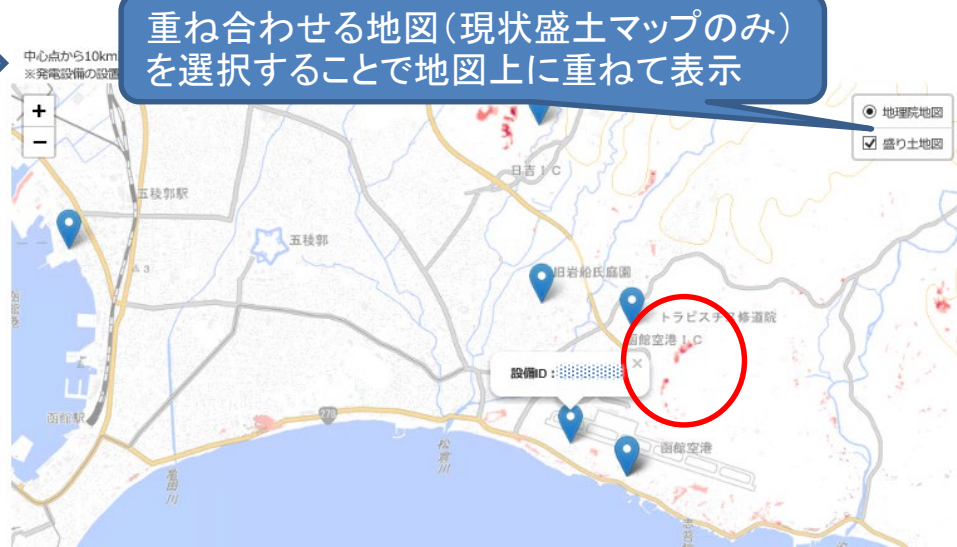 重ね合わせる地図(現状盛土マップのみ)
を選択することで地図上に重ねて表示
中心点から10km
※発電設備の設置
+
−
地理院地図
盛り土地図
日吉IC
五稜郭駅
五稜郭
旧岩船氏庭園
トラピスチヌ修道院
函館空港IC
設備ID:
×
函館駅
278
松倉川
亀田川
函館空港